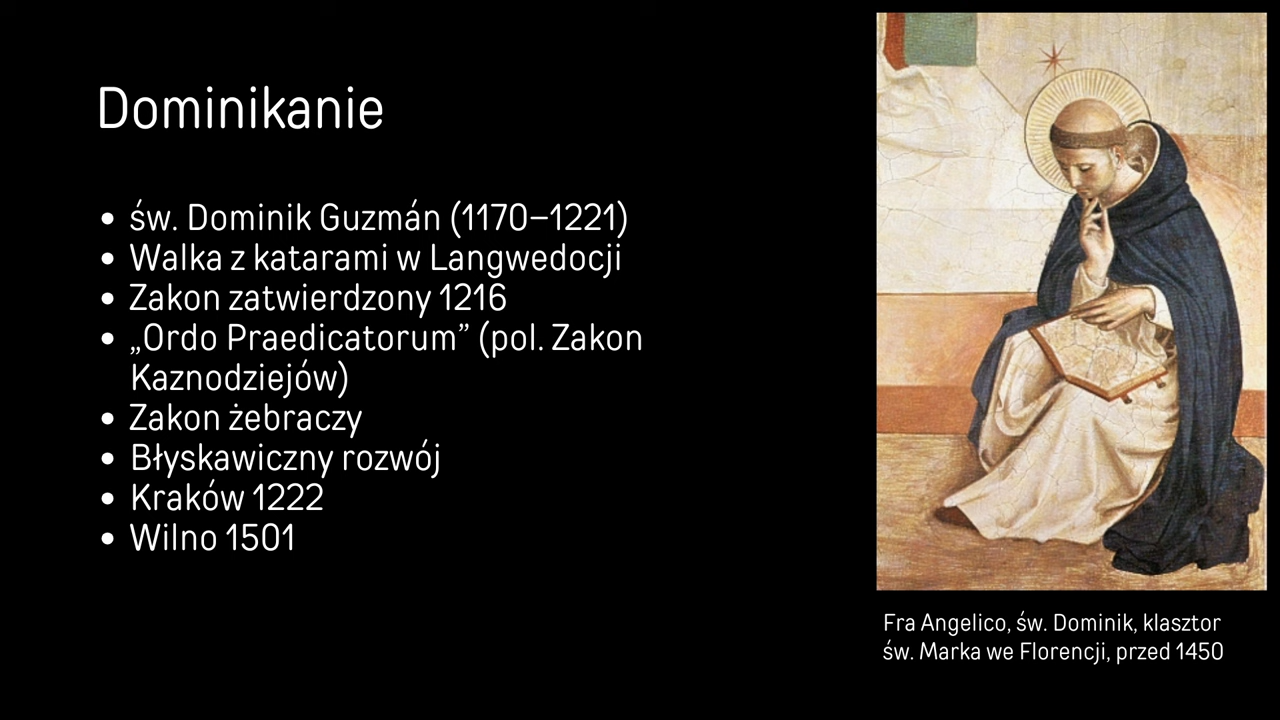 Dominikanie
• św. Dominik Guzmán (1170–1221)
• Walka z katarami w Langwedocji
• Zakon zatwierdzony 1216
• „Ordo Praedicatorum” (pol. Zakon
Kaznodziejów)
• Zakon żebraczy
• Błyskawiczny rozwój
• Kraków 1222
• Wilno 1501
Fra Angelico, św. Dominik, klasztor
św. Marka we Florencji, przed 1450